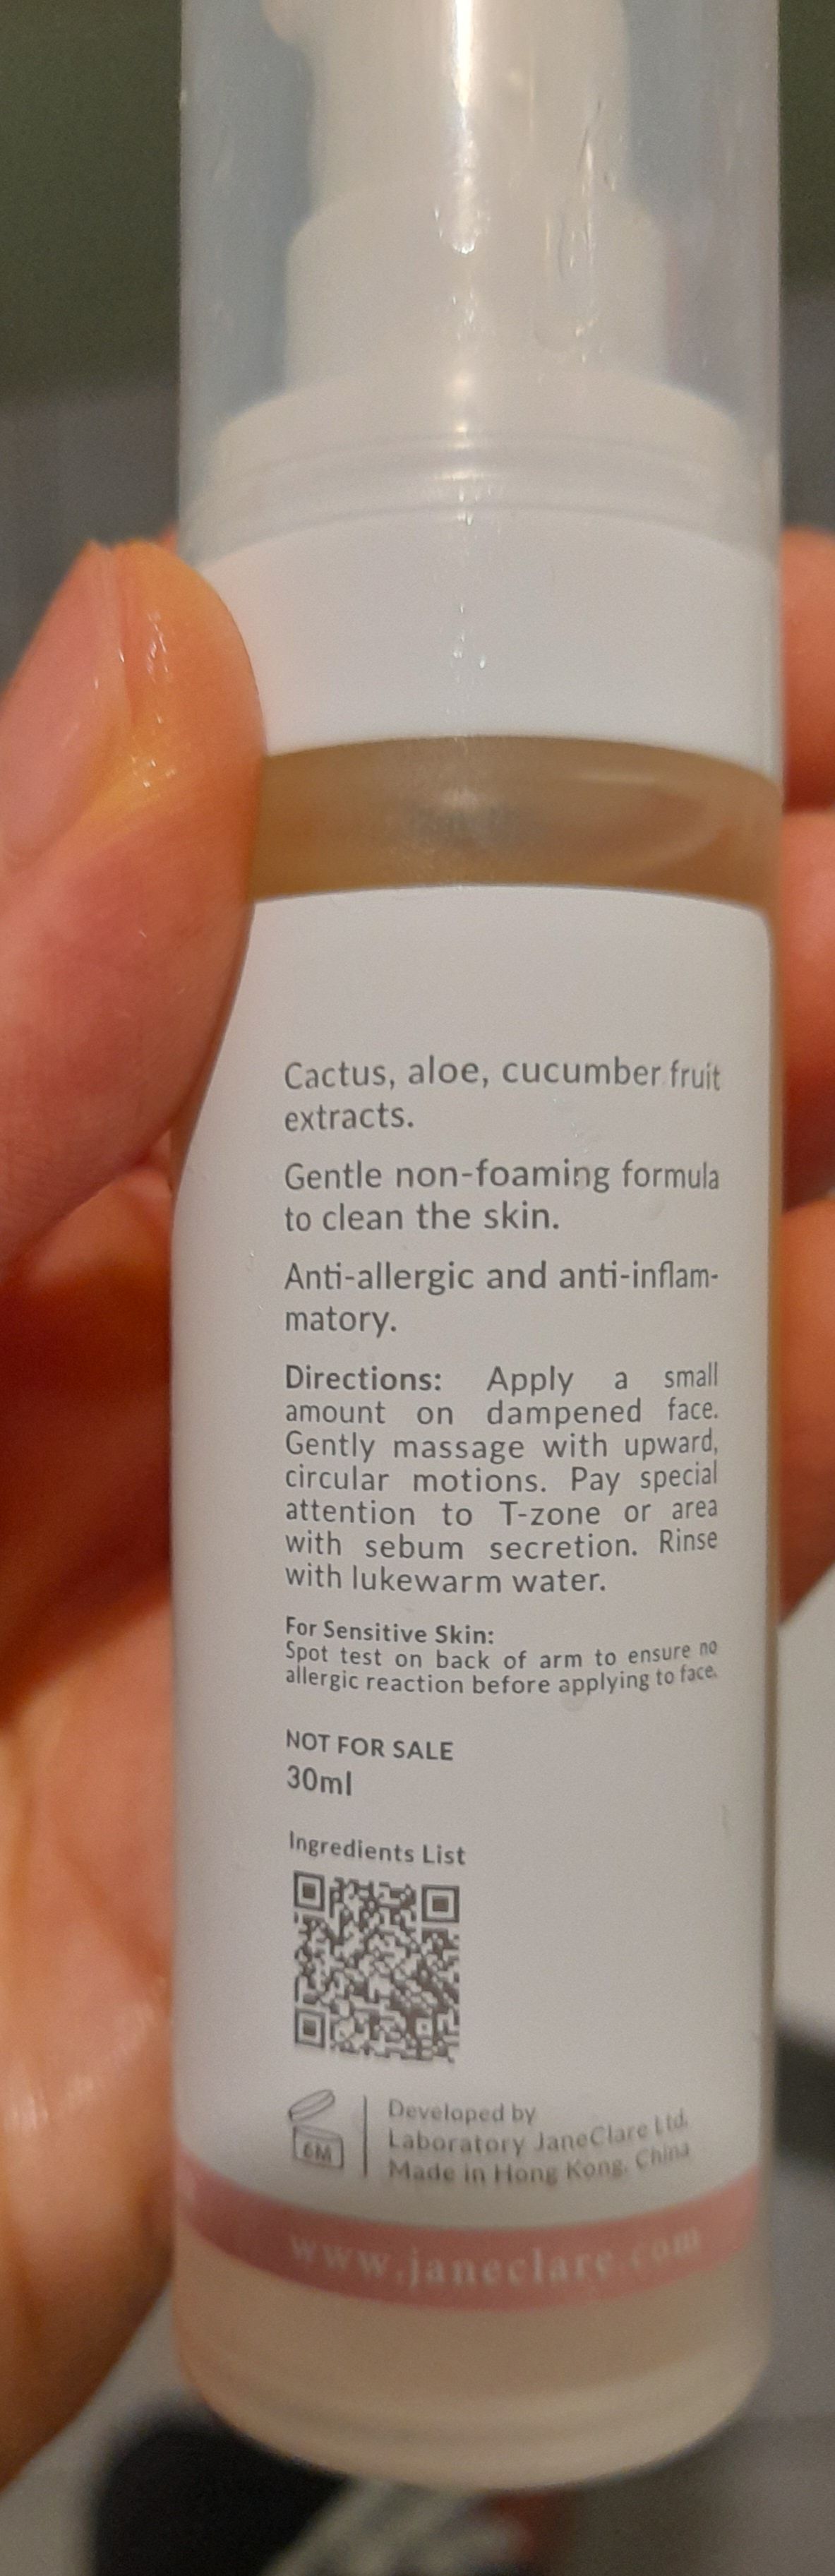 Cactus, aloe, cucumber fruit
extracts.
Gentle non-foaming formula
to clean the skin.
Anti-allergic and anti-inflam-
matory.
Directions: Apply a small
amount on dampened face.
Gently massage with upward,
circular motions. Pay special
attention to T-zone or area
with sebum secretion. Rinse
with lukewarm water.
For Sensitive Skin:
Spot test on back of arm to ensure no
allergic reaction before applying to face.
NOT FOR SALE
30ml
Ingredients List
6M
Developed by
Laboratory JaneClare Ltd.
Made in Hong Kong, China
www.janeclare.com